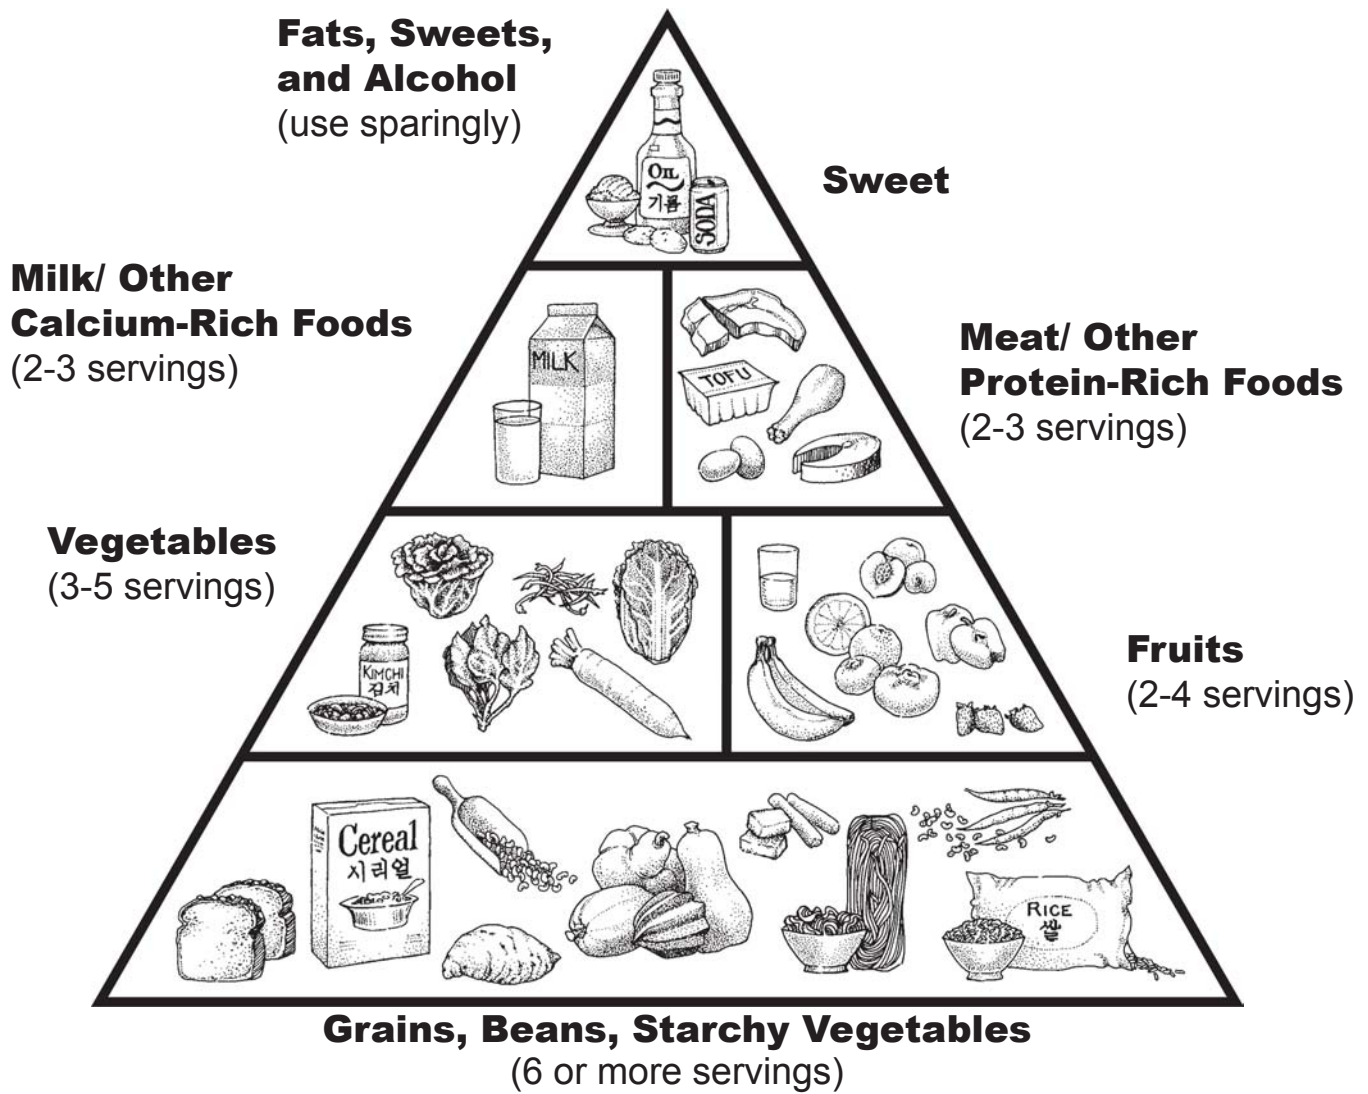 Fats, Sweets,
and Alcohol
(use sparingly)
OIL
기름
SODA
Sweet
Milk/ Other
Calcium-Rich Foods
(2-3 servings)
MILK
TOFU
Meat/ Other
Protein-Rich Foods
(2-3 servings)
Vegetables
(3-5 servings)
KIMCHI
김치
Fruits
(2-4 servings)
Cereal
시리얼
RICE
쌀
Grains, Beans, Starchy Vegetables
(6 or more servings)